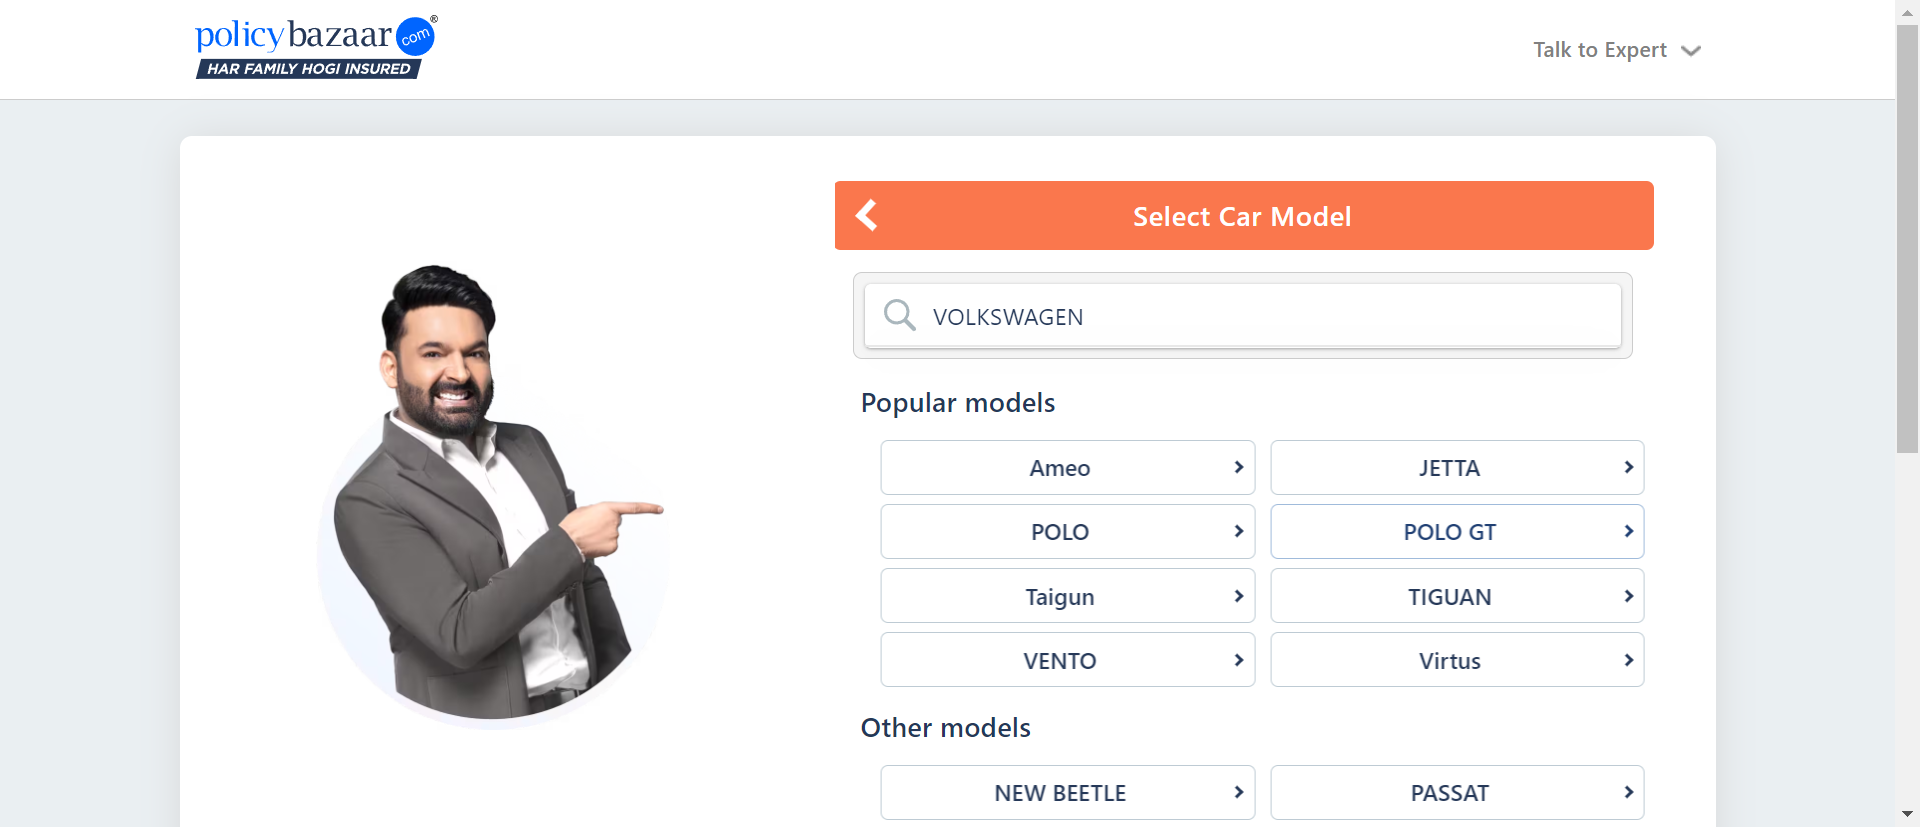 policybazaar com ®
HAR FAMILY HOGI INSURED
Talk to Expert
Select Car Model
VOLKSWAGEN
Popular models
Ameo
JETTA
POLO
POLO GT
Taigun
TIGUAN
VENTO
Virtus
Other models
NEW BEETLE
PASSAT